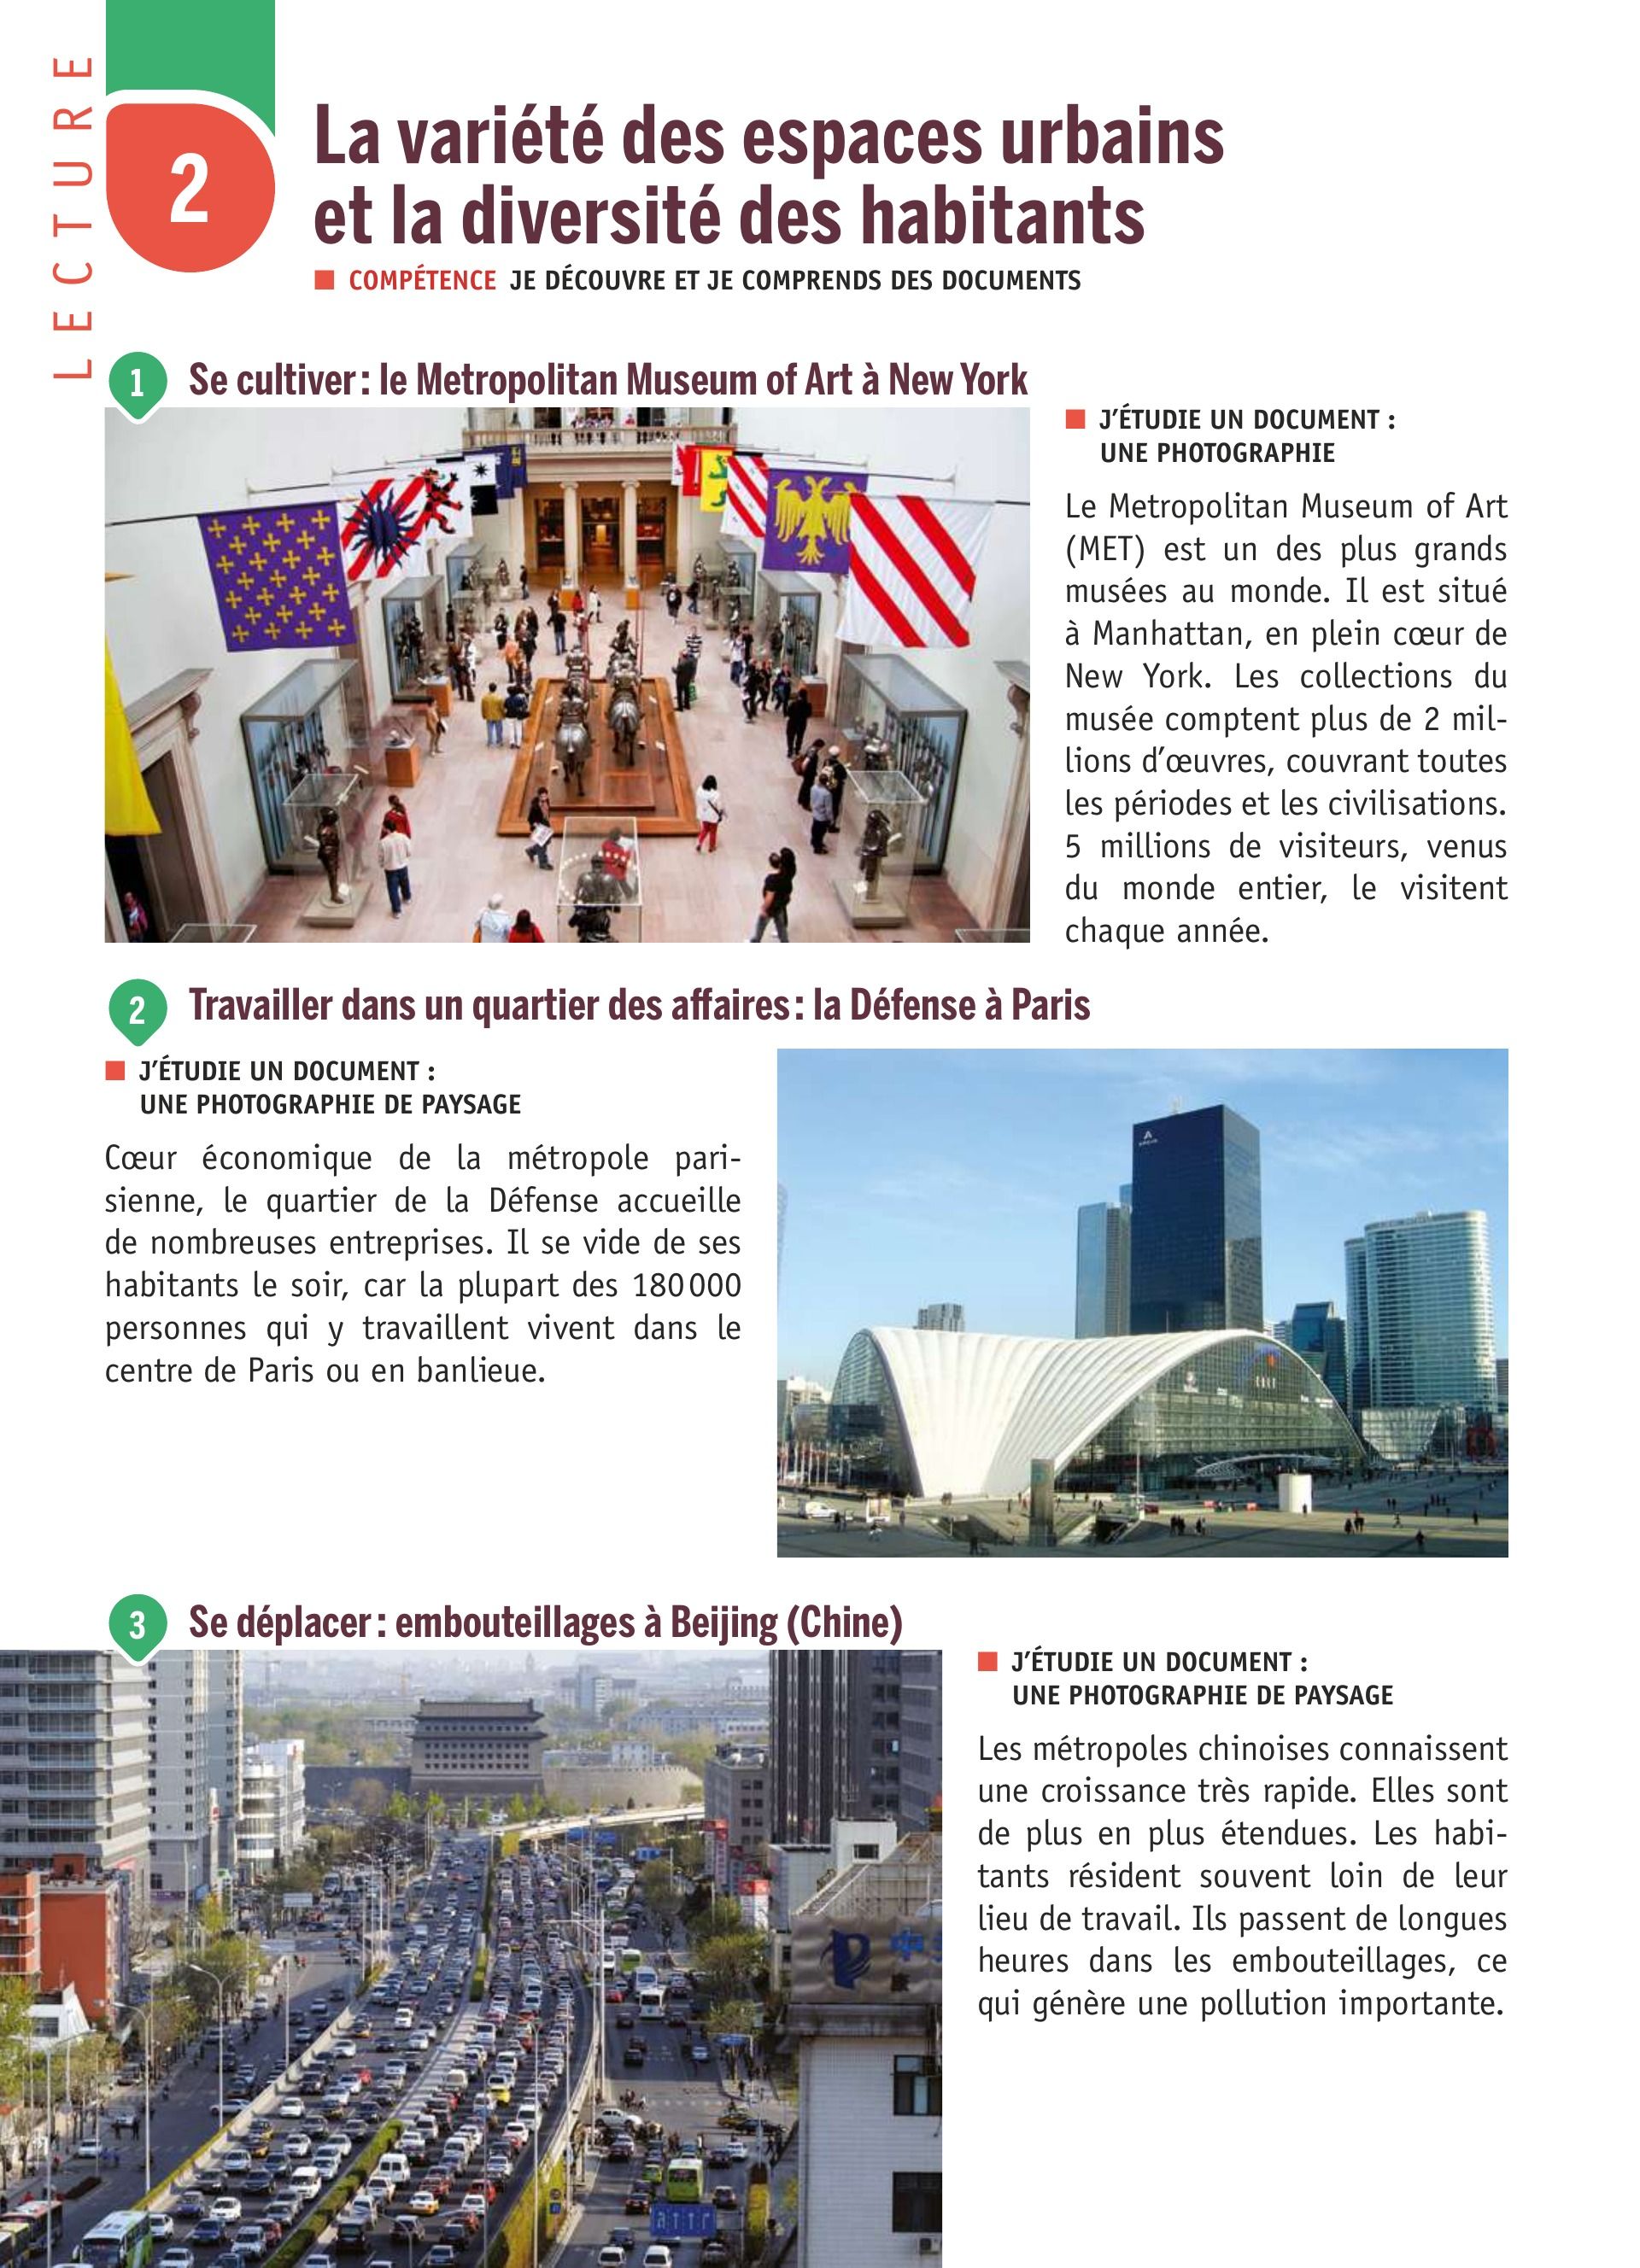 LECTURE
2
La variété des espaces urbains
et la diversité des habitants
■ COMPÉTENCE JE DÉCOUVRE ET JE COMPRENDS DES DOCUMENTS
1
Se cultiver : le Metropolitan Museum of Art à New York
■ J'ÉTUDIE UN DOCUMENT :
UNE PHOTOGRAPHIE
Le Metropolitan Museum of Art
(MET) est un des plus grands
musées au monde. Il est situé
à Manhattan, en plein cœur de
New York. Les collections du
musée comptent plus de 2 mil-
lions d'œuvres, couvrant toutes
les périodes et les civilisations.
5 millions de visiteurs, venus
du monde entier, le visitent
chaque année.
2
Travailler dans un quartier des affaires : la Défense à Paris
■ J'ÉTUDIE UN DOCUMENT :
UNE PHOTOGRAPHIE DE PAYSAGE
Cœur économique de la métropole pari-
sienne, le quartier de la Défense accueille
de nombreuses entreprises. Il se vide de ses
habitants le soir, car la plupart des 180 000
personnes qui y travaillent vivent dans le
centre de Paris ou en banlieue.
3
Se déplacer : embouteillages à Beijing (Chine)
■ J'ÉTUDIE UN DOCUMENT :
UNE PHOTOGRAPHIE DE PAYSAGE
Les métropoles chinoises connaissent
une croissance très rapide. Elles sont
de plus en plus étendues. Les habi-
tants résident souvent loin de leur
lieu de travail. Ils passent de longues
heures dans les embouteillages, ce
qui génère une pollution importante.